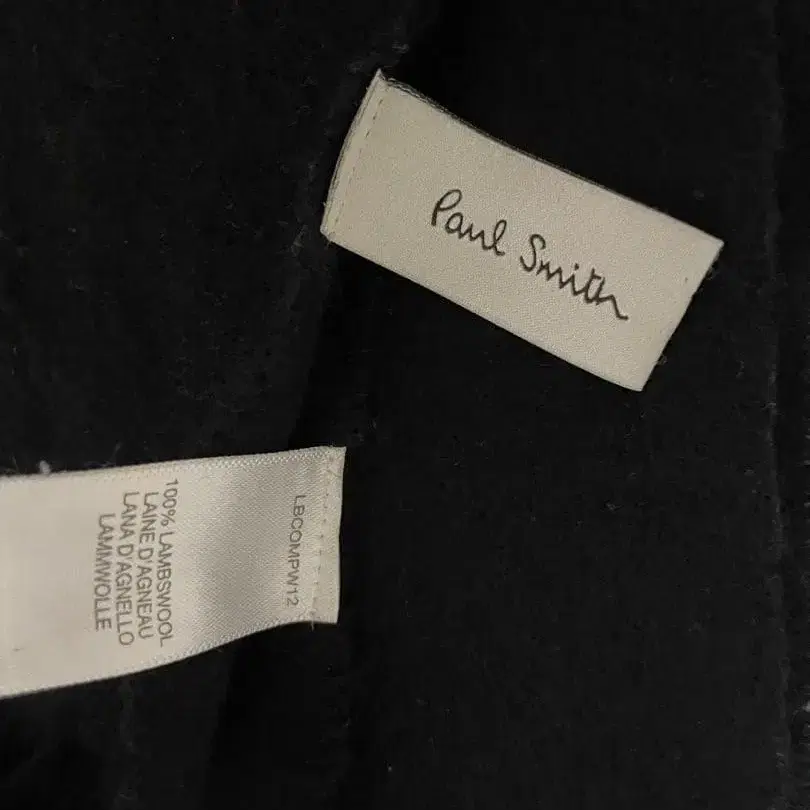 Paul Smith
LBCOMPW12
100% LAMBSWOOL
LAINE D'AGNEAU
LANA D'AGNELLO
LAMMWOLLE